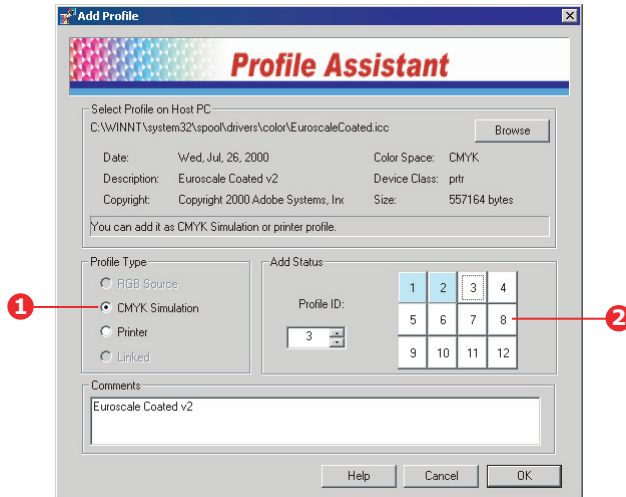 Add Profile
Profile Assistant
Select Profile on Host PC
C:\WINNT\system32\spool\drivers\color\EuroscaleCoated.icc
Browse
Date: Wed, Jul, 26, 2000 Color Space: CMYK
Description: Euroscale Coated v2 Device Class: prtr
Copyright: Copyright 2000 Adobe Systems, Inc Size: 557164 bytes
You can add it as CMYK Simulation or printer profile.
Profile Type
RGB Source
1
CMYK Simulation
Printer
Linked
Add Status
Profile ID:
3
1 2 3 4
5 6 7 8
9 10 11 12
2
Comments
Euroscale Coated v2
Help Cancel OK